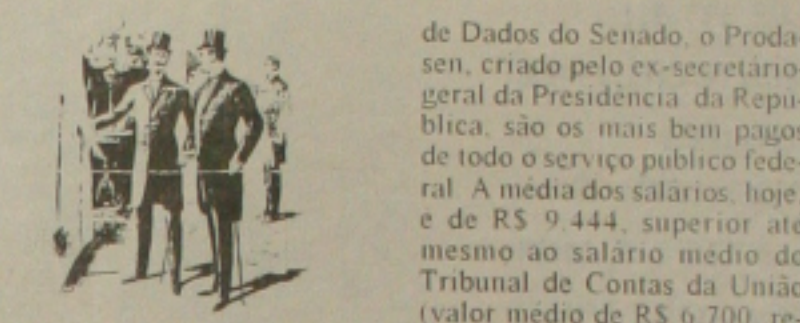 de Dados do Senado, o Proda-
sen, criado pelo ex-secretário-
geral da Presidência da Repú-
blica, são os mais bem pagos
de todo o serviço publico fede-
ral. A média dos salários, hoje,
e de R$ 9.444, superior até
mesmo ao salário médio do
Tribunal de Contas da União
(valor médio de R$ 6.700, re-